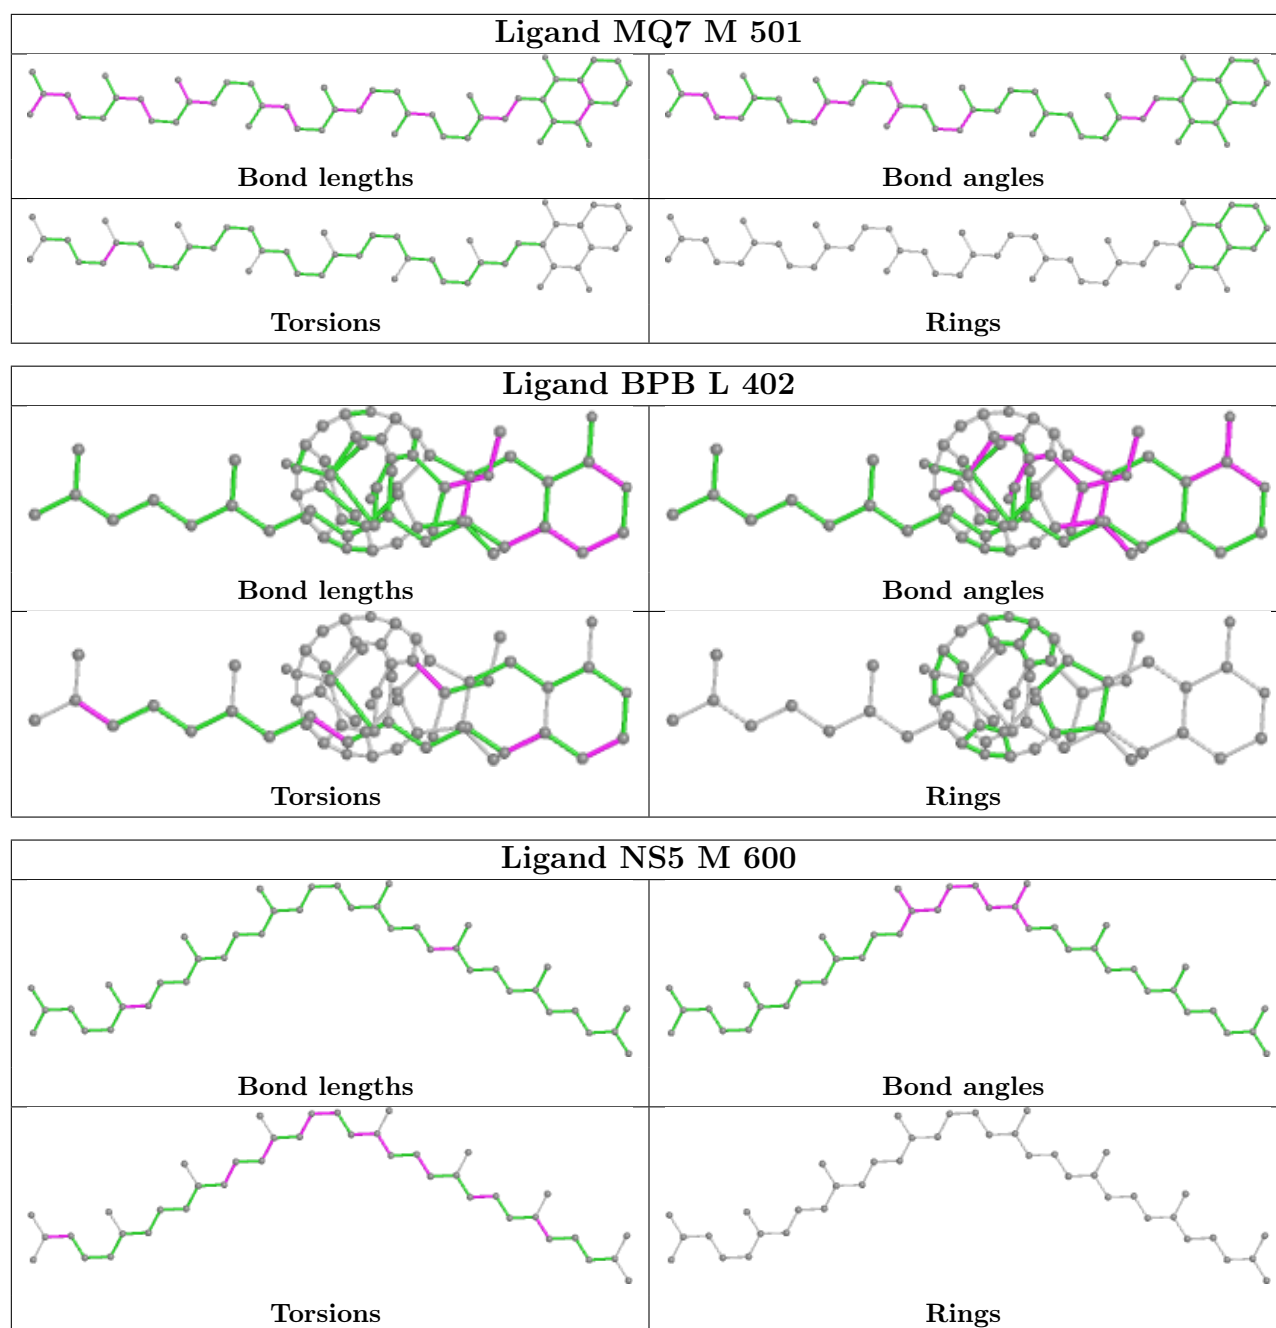 Ligand MQ7 M 501
Bond lengths
Bond angles
Torsions
Rings
Ligand BPB L 402
Bond lengths
Bond angles
Torsions
Rings
Ligand NS5 M 600
Bond lengths
Bond angles
Torsions
Rings